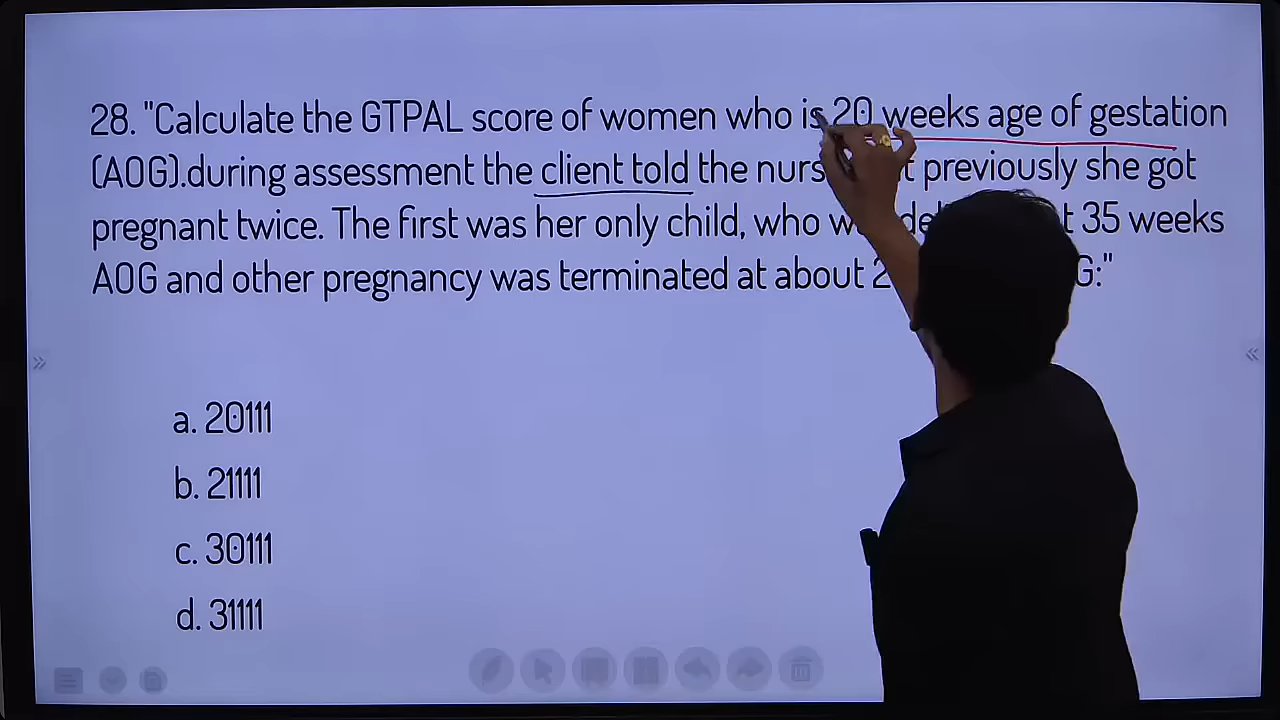 28. "Calculate the GTPAL score of women who is 20 weeks age of gestation
(AOG).during assessment the client told the previously she got
pregnant twice. The first was her only child, who 35 weeks
AOG and other pregnancy was terminated at about
a. 20111
b. 21111
c. 30111
d. 31111